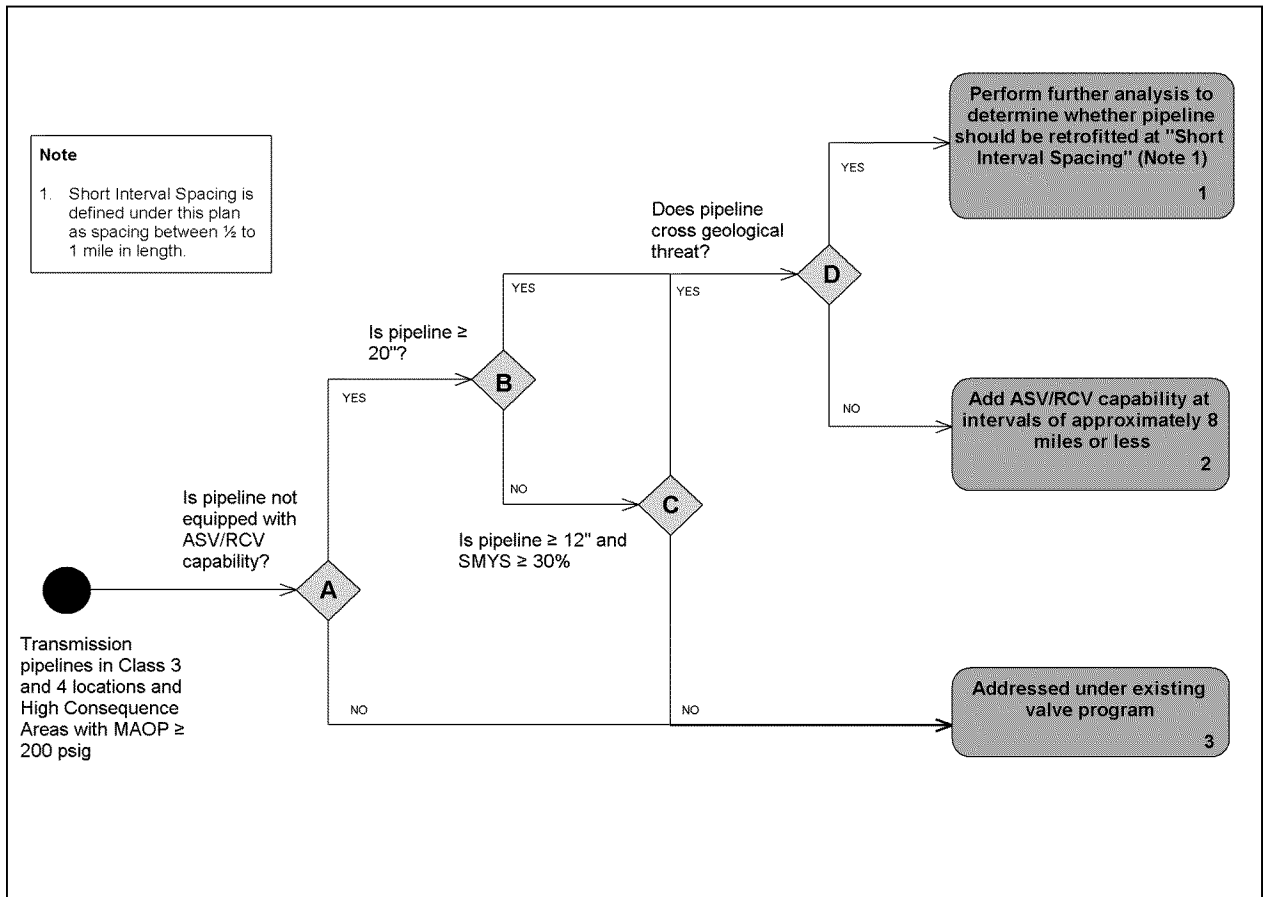 Note
1. Short Interval Spacing is
defined under this plan
as spacing between ½ to
1 mile in length.
Perform further analysis to
determine whether pipeline
should be retrofitted at "Short
Interval Spacing" (Note 1)
1
YES
Does pipeline
cross geological
threat?
D
YES
YES
Is pipeline ≥
20"?
B
YES
NO
Add ASV/RCV capability at
intervals of approximately 8
miles or less
2
NO
C
Is pipeline not
equipped with
ASV/RCV
capability?
Is pipeline ≥ 12" and
SMYS ≥ 30%
A
Transmission
pipelines in Class 3
and 4 locations and
High Consequence
Areas with MAOP ≥
200 psig
NO
NO
Addressed under existing
valve program
3